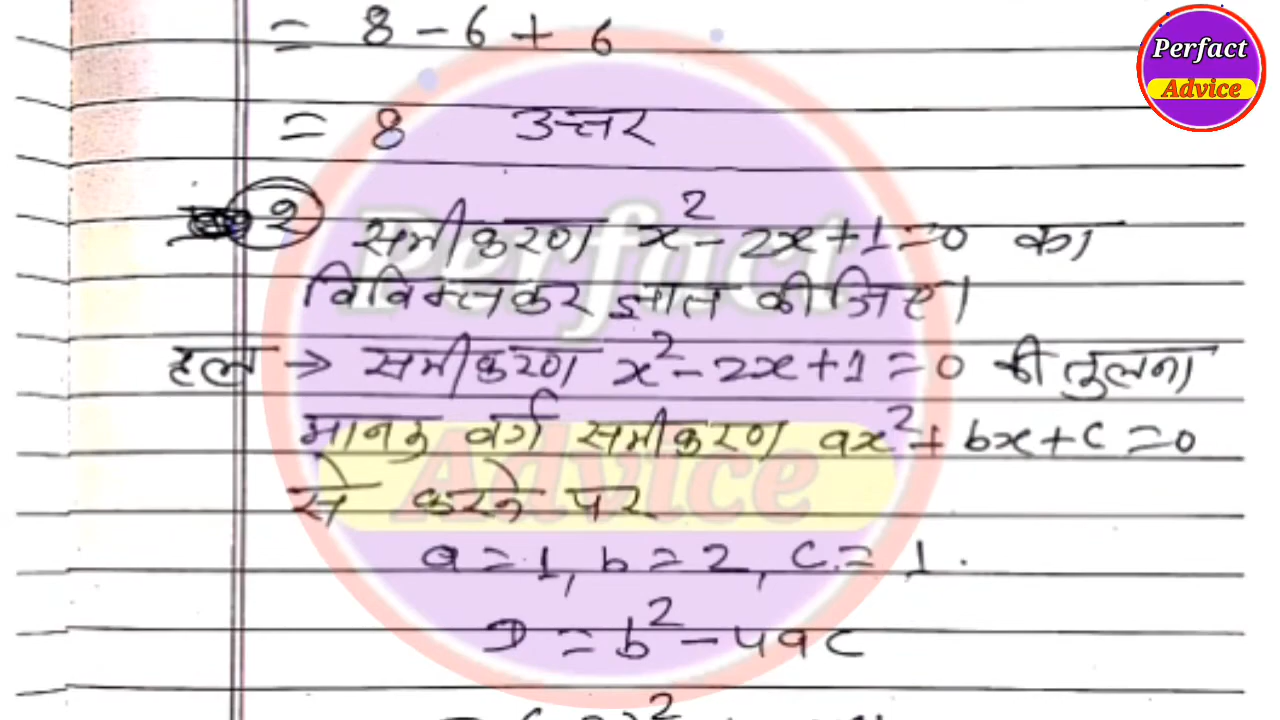 = 8 - 6 + 6
Perfact
Advice
= 8 उत्तर
2 समीकरण x² - 2x + 1 = 0 का
विविक्तकर ज्ञात कीजिए।
हल → समीकरण x² - 2x + 1 = 0 की तुलना
मानक वर्ग समीकरण ax² + bx + c = 0
से करने पर
a = 1, b = 2, c = 1.
D = b² - 4ac
Perfact
Advice